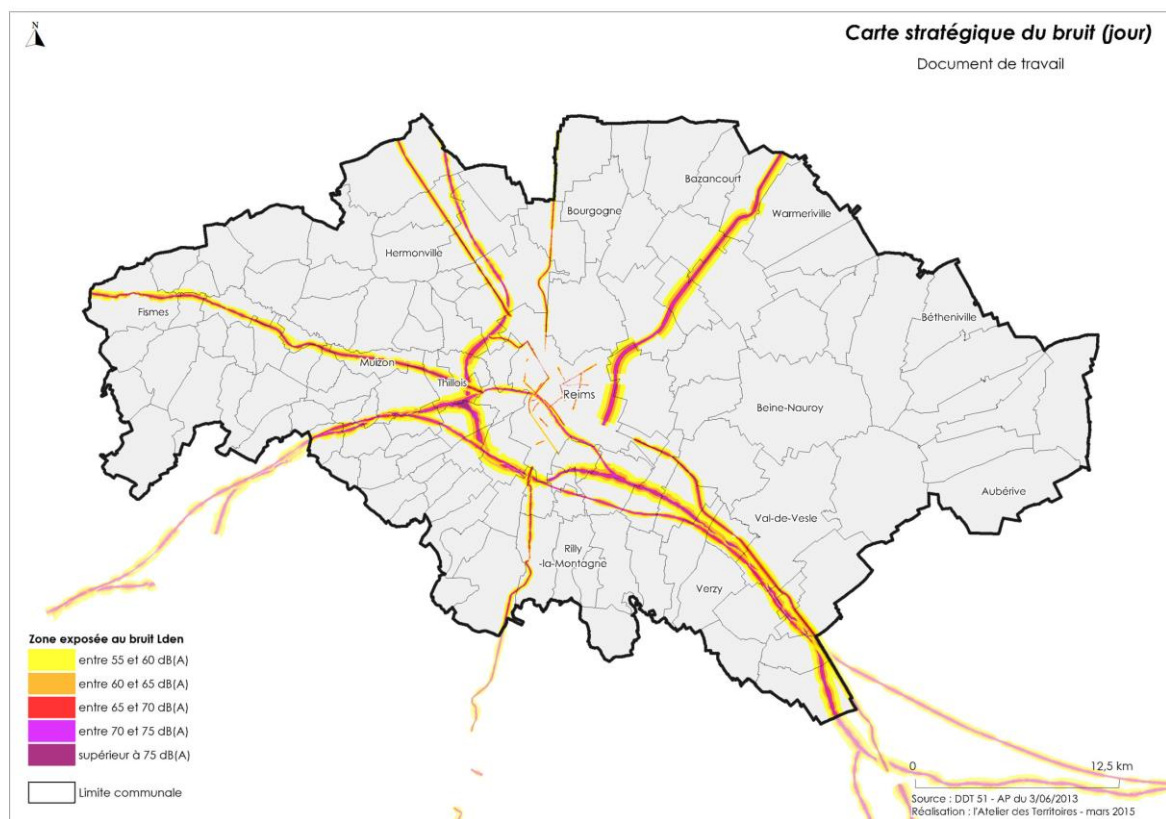 N
Carte stratégique du bruit (jour)
Document de travail
Bazancourt
Bourgogne
Warmeriville
Hermonville
Fismes
Bétheniville
Muizon
Thillois
Reims
Beine-Nauroy
Aubérive
Val-de-Vesle
Rilly
-la-Montagne
Verzy
Zone exposée au bruit Lden
entre 55 et 60 dB(A)
entre 60 et 65 dB(A)
entre 65 et 70 dB(A)
entre 70 et 75 dB(A)
supérieur à 75 dB(A)
Limite communale
0 12,5 km
Source : DDT 51 - AP du 3/06/2013
Réalisation : l'Atelier des Territoires - mars 2015